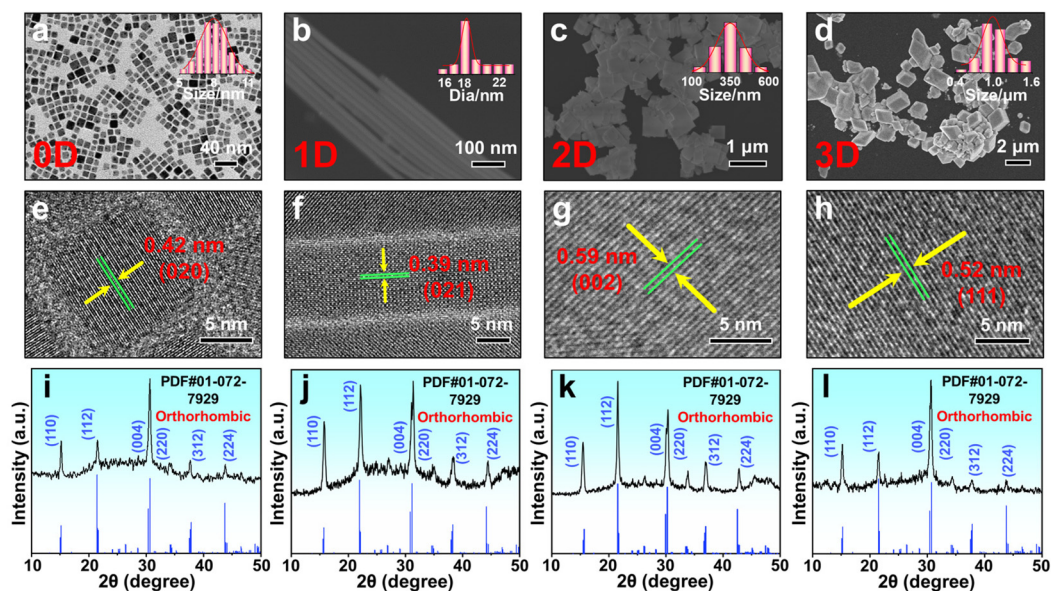 a
5 8 11
Size/nm
0D
40 nm
b
16 18 22
Dia/nm
1D
100 nm
c
100 350 600
Size/nm
2D
1 μm
d
0.4 1.0 1.6
Size/μm
3D
2 μm
e
0.42 nm
(020)
5 nm
f
0.39 nm
(021)
5 nm
g
0.59 nm
(002)
5 nm
h
0.52 nm
(111)
5 nm
i
PDF#01-072-
7929
Orthorhombic
(110)
(112)
(004)
(220)
(312)
(224)
Intensity (a.u.)
10 20 30 40 50
2θ (degree)
j
PDF#01-072-
7929
Orthorhombic
(110)
(112)
(004)
(220)
(312)
(224)
Intensity (a.u.)
10 20 30 40 50
2θ (degree)
k
PDF#01-072-
7929
Orthorhombic
(110)
(112)
(004)
(220)
(312)
(224)
Intensity (a.u.)
10 20 30 40 50
2θ (degree)
l
PDF#01-072-
7929
Orthorhombic
(110)
(112)
(004)
(220)
(312)
(224)
Intensity (a.u.)
10 20 30 40 50
2θ (degree)